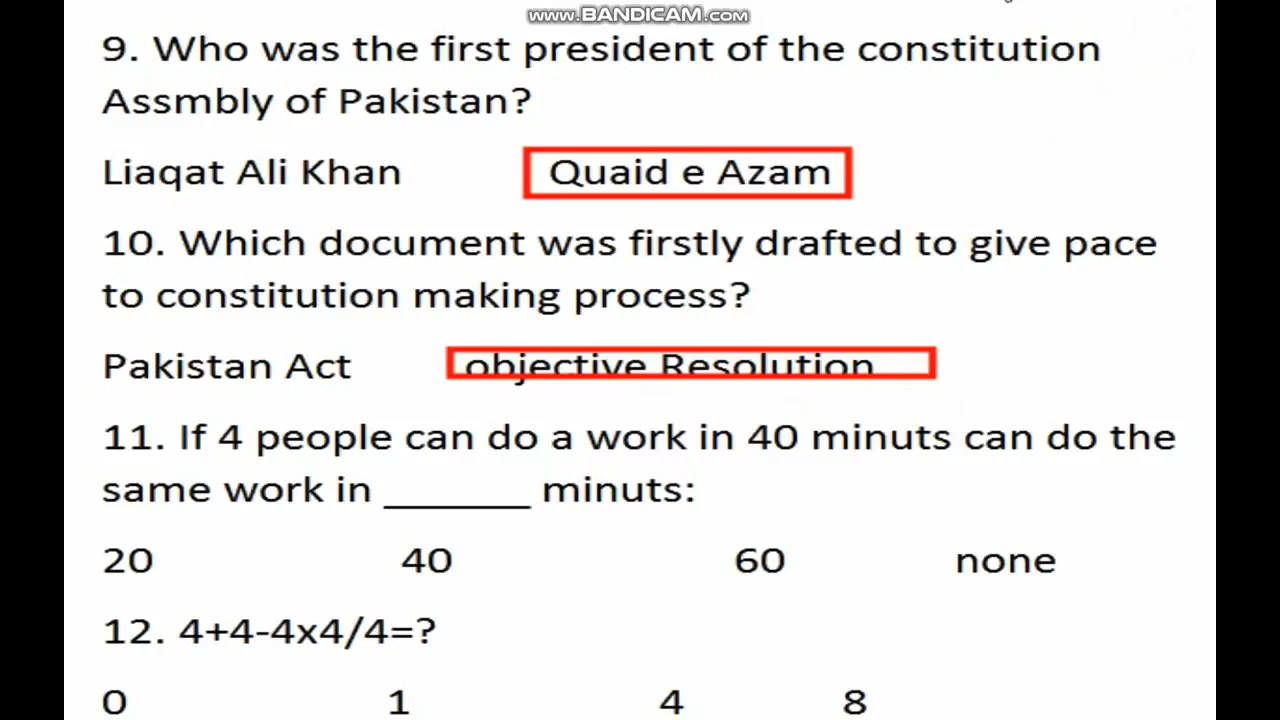 www.BANDICAM.com
9. Who was the first president of the constitution
Assmbly of Pakistan?
Liaqat Ali Khan Quaid e Azam
10. Which document was firstly drafted to give pace
to constitution making process?
Pakistan Act objective Resolution
11. If 4 people can do a work in 40 minuts can do the
same work in _______ minuts:
20 40 60 none
12. 4+4-4x4/4=?
0 1 4 8